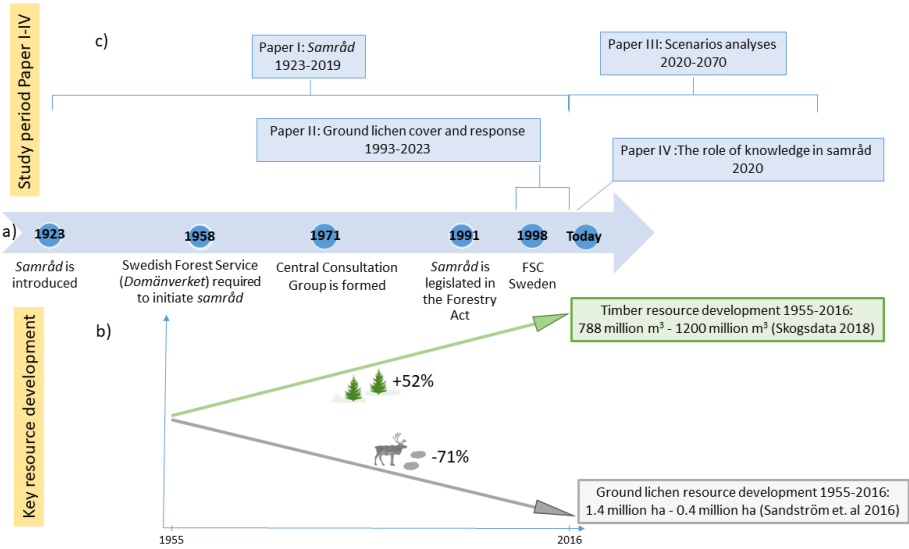 Study period Paper I-IV
c)
Paper I: Samråd
1923-2019
Paper III: Scenarios analyses
2020-2070
Paper II: Ground lichen cover and response
1993-2023
Paper IV :The role of knowledge in samråd
2020
a)
1923
1958
1971
1991
1998
Today
Samråd is
introduced
Swedish Forest Service
(Domänverket) required
to initiate samråd
Central Consultation
Group is formed
Samråd is
legislated in
the Forestry
Act
FSC
Sweden
Key resource development
b)
Timber resource development 1955-2016:
788 million m³ - 1200 million m³ (Skogsdata 2018)
+52%
-71%
Ground lichen resource development 1955-2016:
1.4 million ha - 0.4 million ha (Sandström et. al 2016)
1955
2016